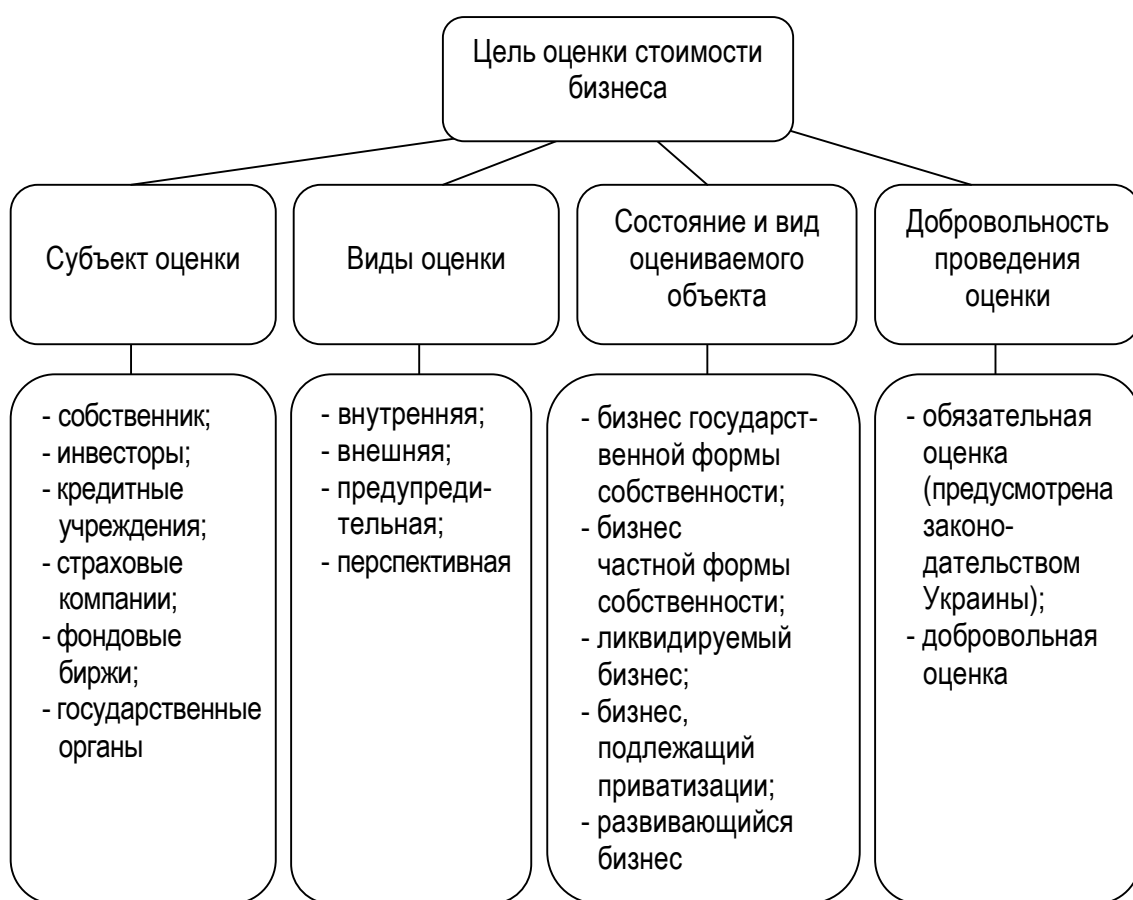 Цель оценки стоимости
бизнеса
Субъект оценки
Виды оценки
Состояние и вид
оцениваемого
объекта
Добровольность
проведения
оценки
- собственник;
- инвесторы;
- кредитные
учреждения;
- страховые
компании;
- фондовые
биржи;
- государственные
органы
- внутренняя;
- внешняя;
- предупреди-
тельная;
- перспективная
- бизнес государст-
венной формы
собственности;
- бизнес
частной формы
собственности;
- ликвидируемый
бизнес;
- бизнес,
подлежащий
приватизации;
- развивающийся
бизнес
- обязательная
оценка
(предусмотрена
законо-
дательством
Украины);
- добровольная
оценка